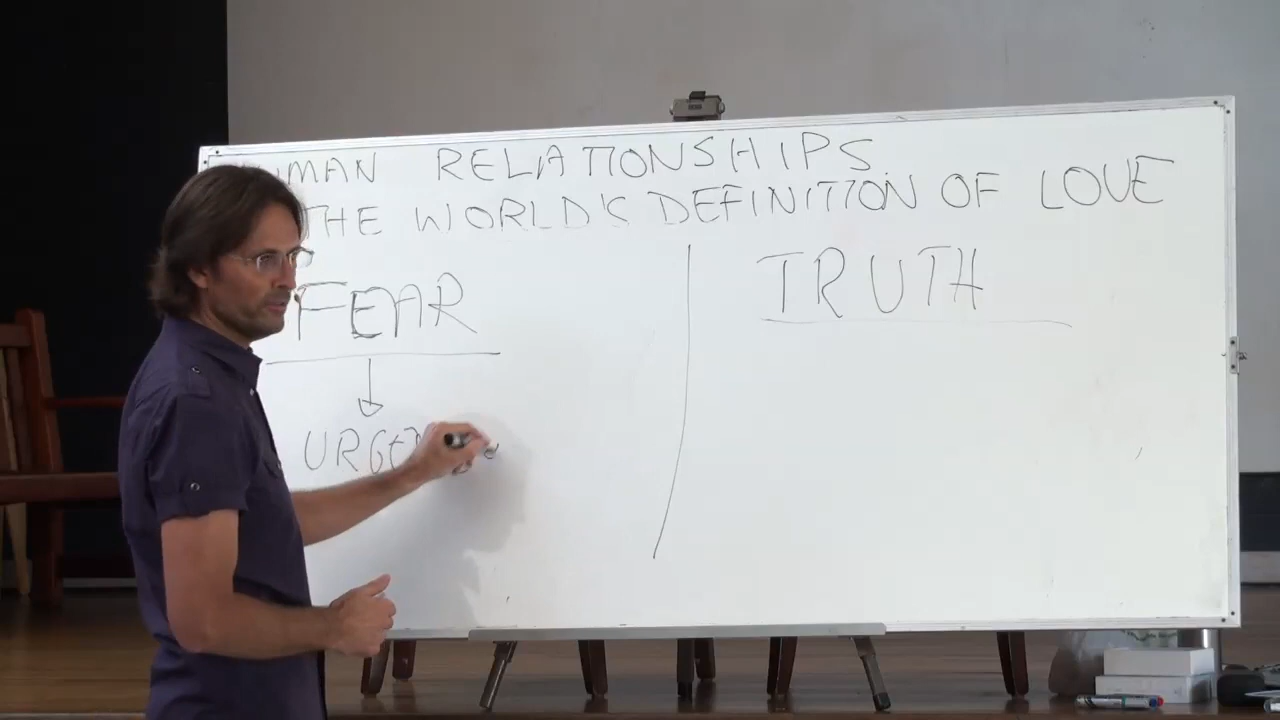 MAN RELATIONSHIPS.
THE WORLD'S DEFINITION OF LOVE
FEAR
TRUTH